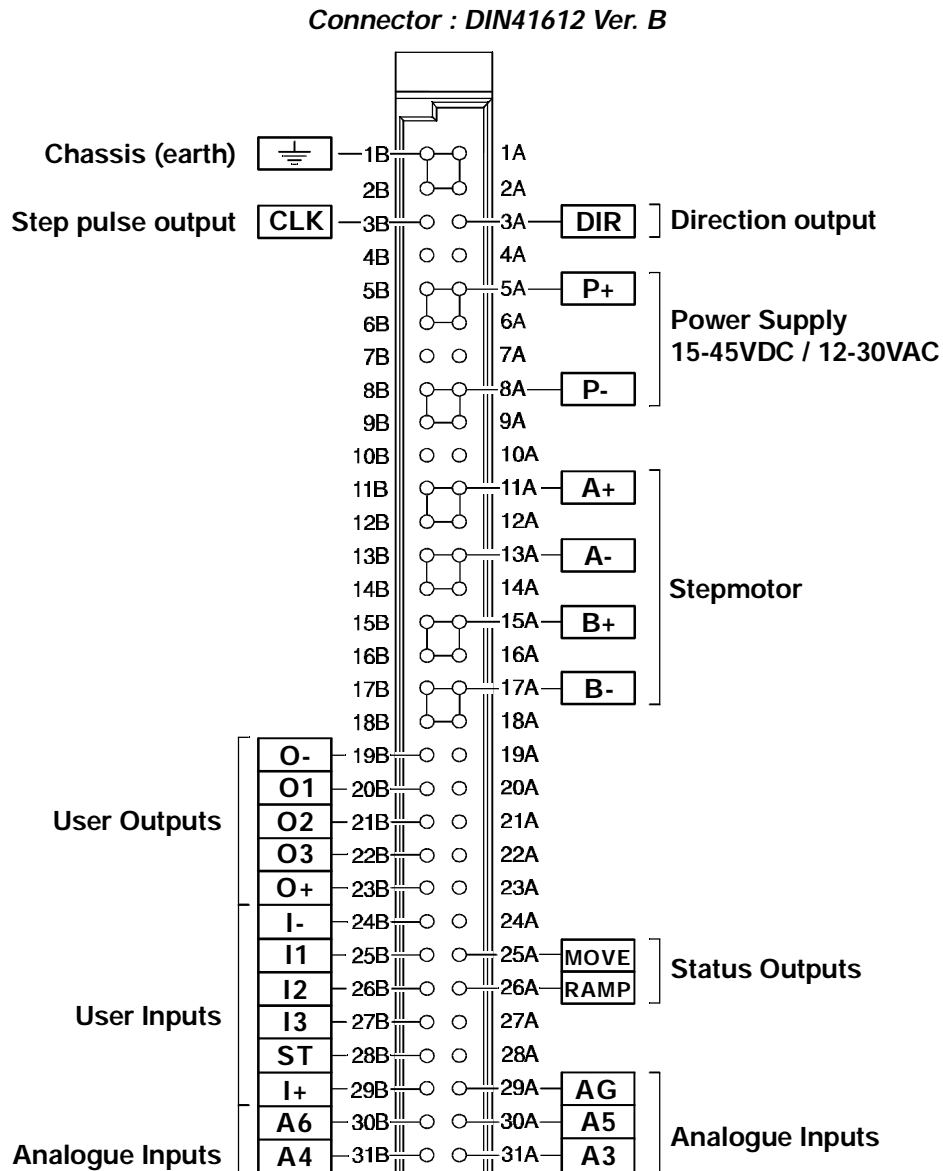 Connector : DIN41612 Ver. B
Chassis (earth) 1B 1A
2B 2A
Step pulse output CLK 3B 3A DIR Direction output
4B 4A
5B 5A P+
6B 6A
Power Supply
15-45VDC / 12-30VAC
7B 7A
8B 8A P-
9B 9A
10B 10A
11B 11A A+
12B 12A
13B 13A A-
14B 14A
Stepmotor
15B 15A B+
16B 16A
17B 17A B-
18B 18A
O- 19B 19A
O1 20B 20A
User Outputs O2 21B 21A
O3 22B 22A
O+ 23B 23A
I- 24B 24A
I1 25B 25A MOVE
Status Outputs
I2 26B 26A RAMP
User Inputs I3 27B 27A
ST 28B 28A
I+ 29B 29A AG
A6 30B 30A A5
Analogue Inputs
Analogue Inputs A4 31B 31A A3